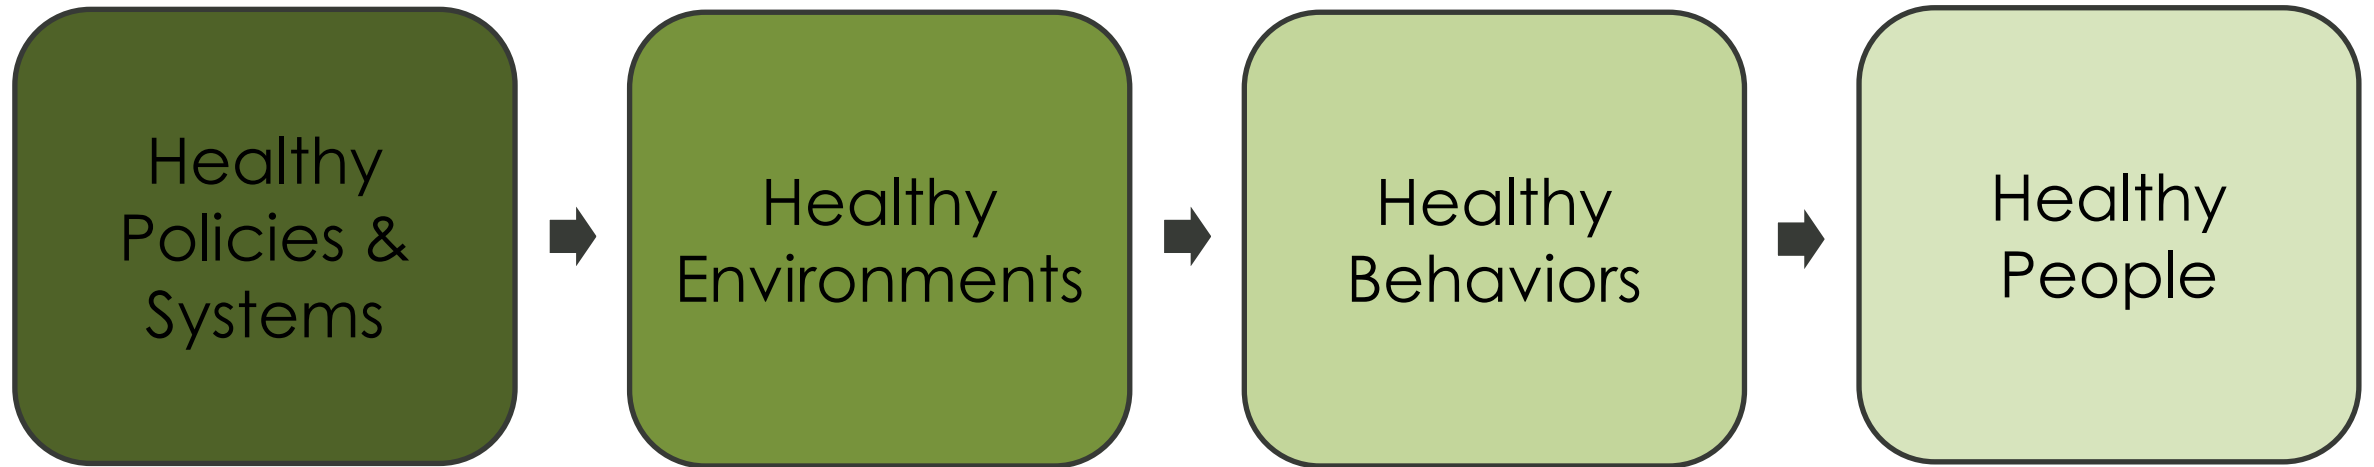 Healthy
Policies &
Systems
Healthy
Environments
Healthy
Behaviors
Healthy
People